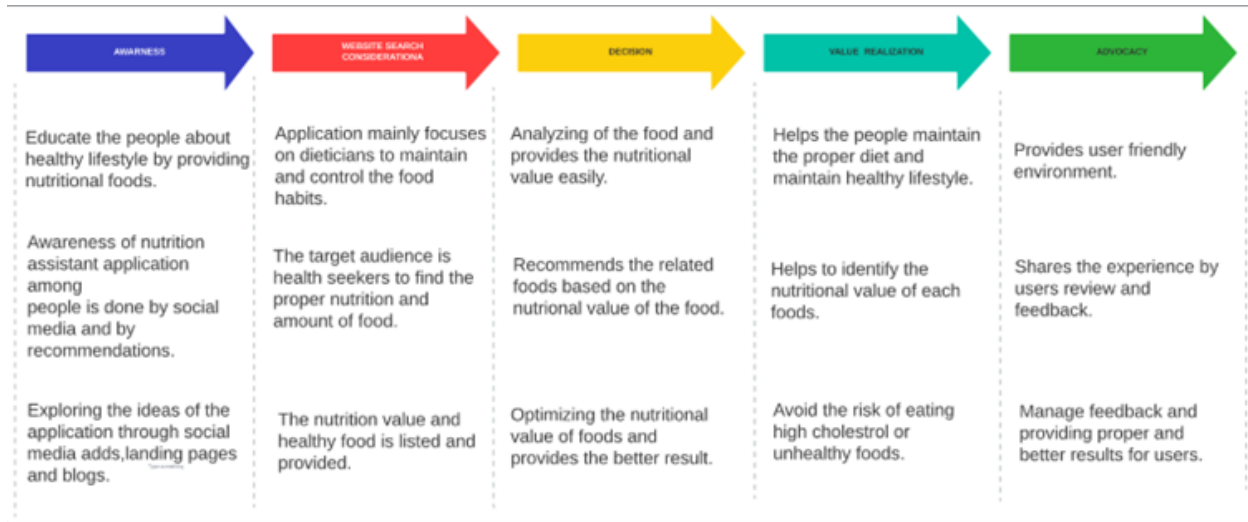 AWARNESS
WEBSITE SEARCH
CONSIDERATIONA
DECISION
VALUE REALIZATION
ADVOCACY
Educate the people about
healthy lifestyle by providing
nutritional foods.
Application mainly focuses
on dieticians to maintain
and control the food
habits.
Analyzing of the food and
provides the nutritional
value easily.
Helps the people maintain
the proper diet and
maintain healthy lifestyle.
Provides user friendly
environment.
Awareness of nutrition
assistant application
among
people is done by social
media and by
recommendations.
The target audience is
health seekers to find the
proper nutrition and
amount of food.
Recommends the related
foods based on the
nutrional value of the food.
Helps to identify the
nutritional value of each
foods.
Shares the experience by
users review and
feedback.
Exploring the ideas of the
application through social
media adds,landing pages
and blogs.
The nutrition value and
healthy food is listed and
provided.
Optimizing the nutritional
value of foods and
provides the better result.
Avoid the risk of eating
high cholestrol or
unhealthy foods.
Manage feedback and
providing proper and
better results for users.